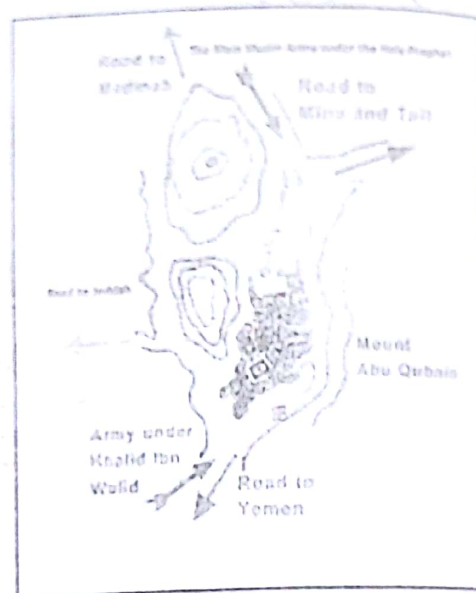 The Main Muslim Army under the Holy Prophet
Road to
Madinah
Road to
Mina and Taif
Road to Jeddah
Mount
Abu Qubais
Army under
Khalid Ibn
Walid
Road to
Yemen